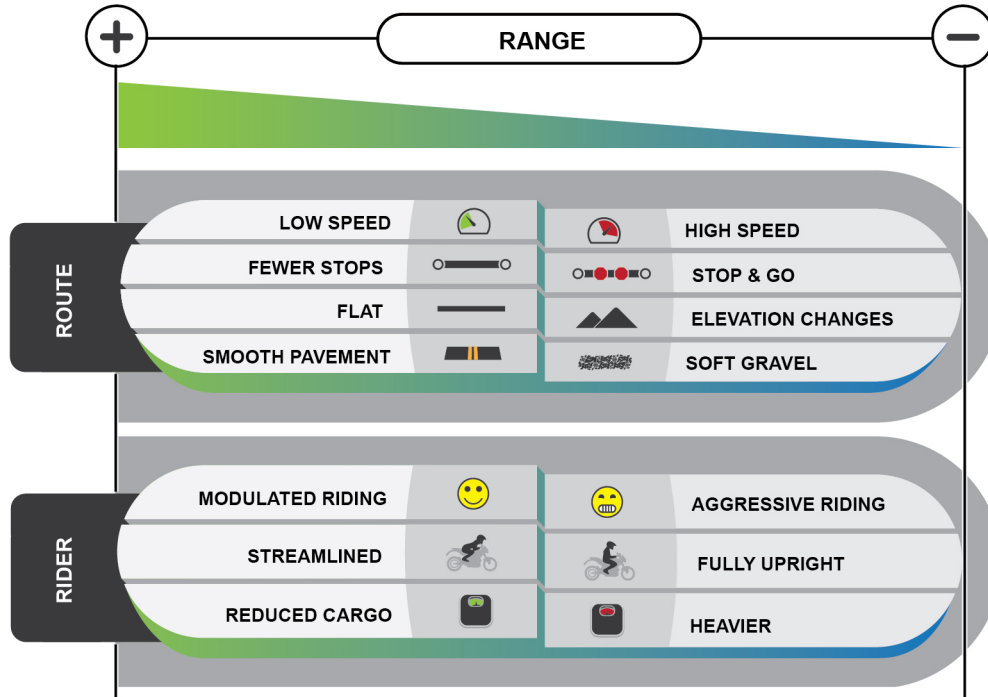 RANGE
ROUTE
LOW SPEED
HIGH SPEED
FEWER STOPS
STOP & GO
FLAT
ELEVATION CHANGES
SMOOTH PAVEMENT
SOFT GRAVEL
RIDER
MODULATED RIDING
AGGRESSIVE RIDING
STREAMLINED
FULLY UPRIGHT
REDUCED CARGO
HEAVIER